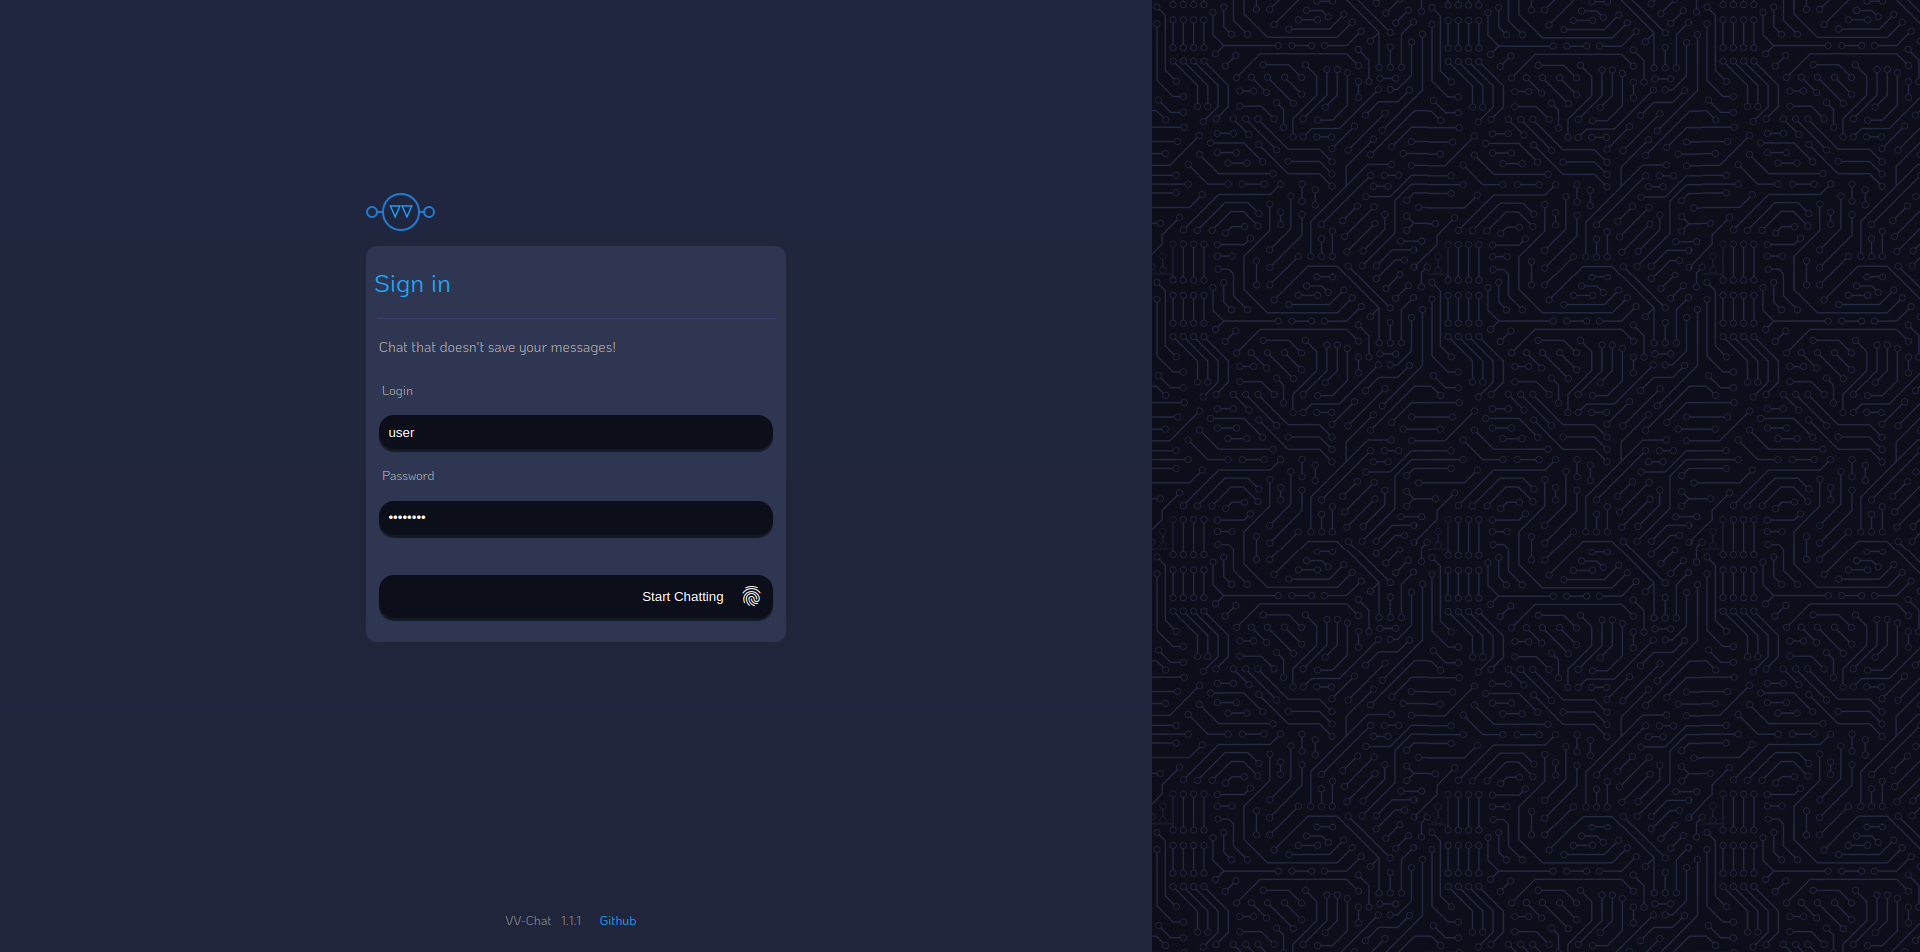 Sign in
Chat that doesn't save your messages!
Login
user
Password
••••••••
Start Chatting
VV-Chat 1.1.1 Github